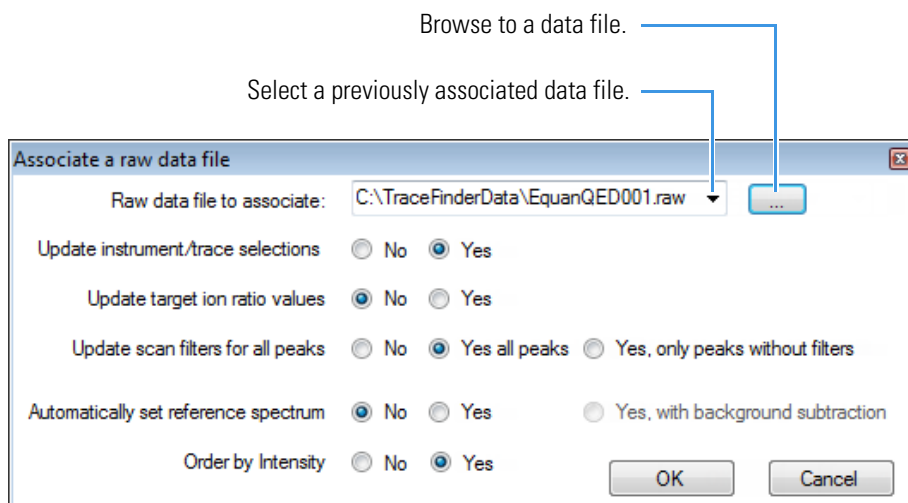 Browse to a data file.
Select a previously associated data file.
Associate a raw data file
Raw data file to associate: C:\TraceFinderData\EquanQED001.raw ...
Update instrument/trace selections No Yes
Update target ion ratio values No Yes
Update scan filters for all peaks No Yes all peaks Yes, only peaks without filters
Automatically set reference spectrum No Yes Yes, with background subtraction
Order by Intensity No Yes OK Cancel